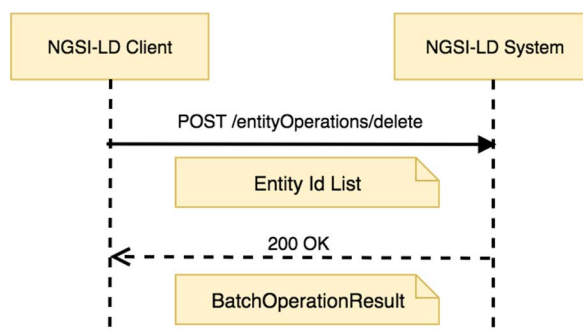 NGSI-LD Client
NGSI-LD System
POST /entityOperations/delete
Entity Id List
200 OK
BatchOperationResult